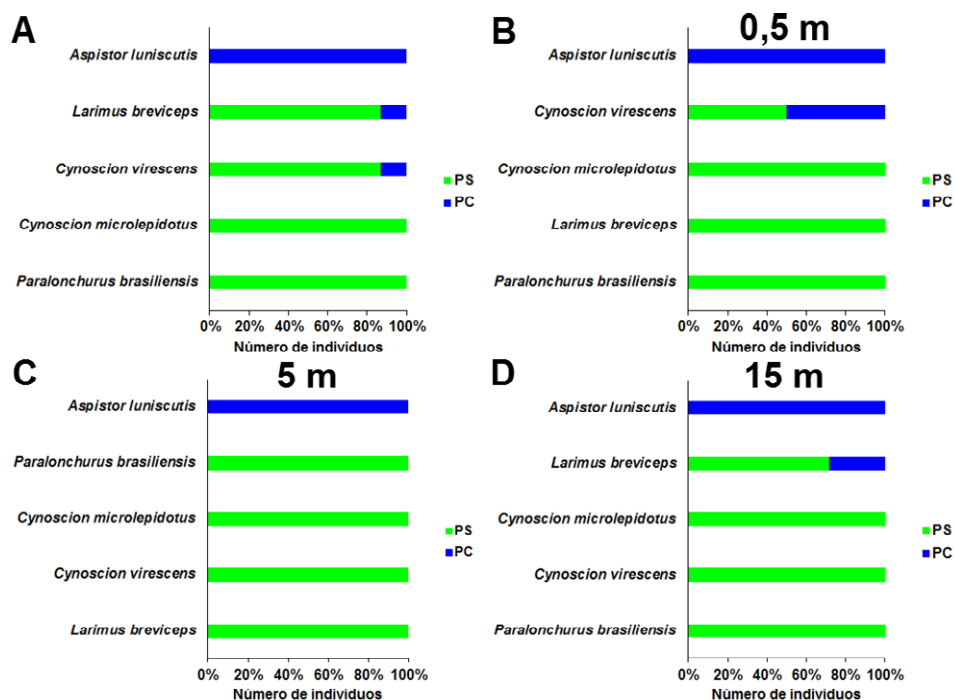 A
Aspistor luniscutis
Larimus breviceps
Cynoscion virescens
Cynoscion microlepidotus
Paralonchurus brasiliensis
0% 20% 40% 60% 80% 100%
Número de indivíduos
PS
PC
B
0,5 m
Aspistor luniscutis
Cynoscion virescens
Cynoscion microlepidotus
Larimus breviceps
Paralonchurus brasiliensis
0% 20% 40% 60% 80% 100%
Número de indivíduos
PS
PC
C
5 m
Aspistor luniscutis
Paralonchurus brasiliensis
Cynoscion microlepidotus
Cynoscion virescens
Larimus breviceps
0% 20% 40% 60% 80% 100%
Número de indivíduos
PS
PC
D
15 m
Aspistor luniscutis
Larimus breviceps
Cynoscion microlepidotus
Cynoscion virescens
Paralonchurus brasiliensis
0% 20% 40% 60% 80% 100%
Número de indivíduos
PS
PC